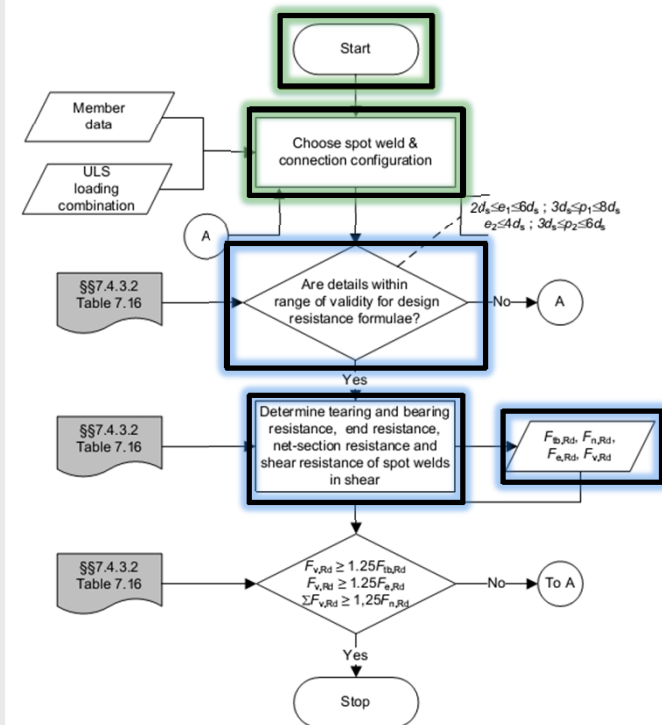 Start
Member
data
Choose spot weld &
connection configuration
ULS
loading
combination
2dₛ≤e₁≤6dₛ ; 3dₛ≤p₁≤8dₛ
e₂≤4dₛ ; 3dₛ≤p₂≤6dₛ
A
§§7.4.3.2
Table 7.16
Are details within
range of validity for design
resistance formulae?
No
A
Yes
§§7.4.3.2
Table 7.16
Determine tearing and bearing
resistance, end resistance,
net-section resistance and
shear resistance of spot welds
in shear
Ftb,Rd, Fn,Rd,
Fe,Rd, Fv,Rd
§§7.4.3.2
Table 7.16
Fv,Rd ≥ 1.25Ftb,Rd
Fv,Rd ≥ 1.25Fe,Rd
ΣFv,Rd ≥ 1,25Fn,Rd
No
To A
Yes
Stop